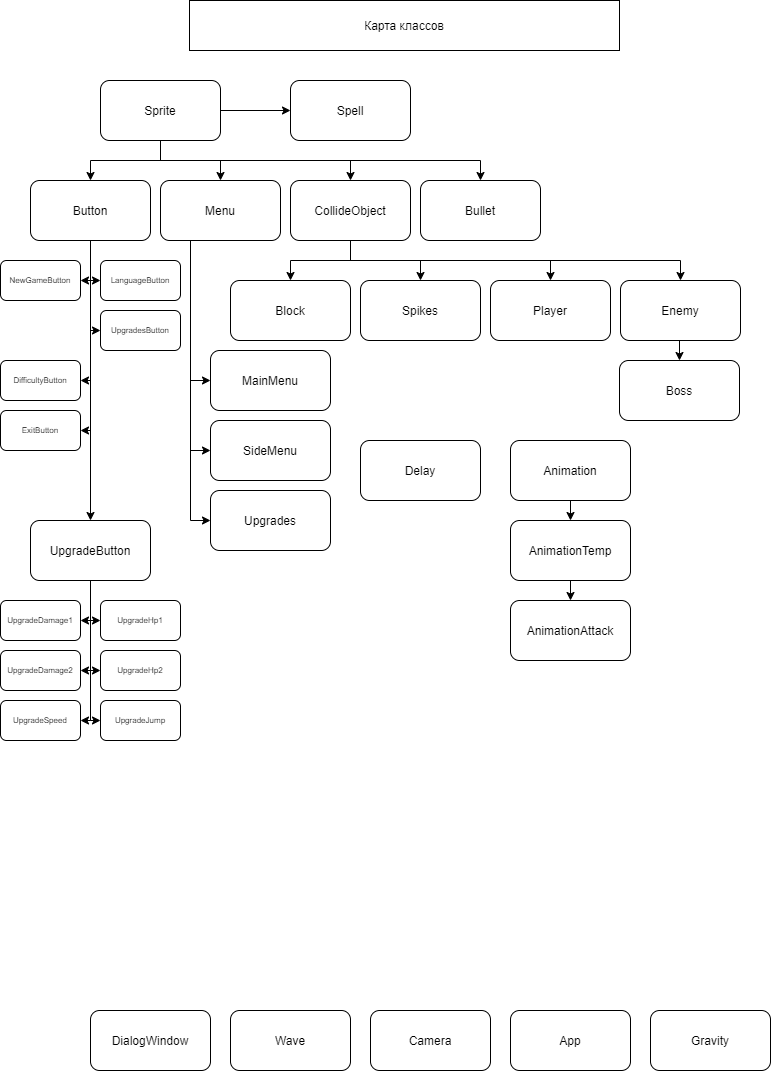 Карта классов
Sprite
Spell
Button
Menu
CollideObject
Bullet
NewGameButton
LanguageButton
UpgradesButton
DifficultyButton
ExitButton
Block
Spikes
Player
Enemy
Boss
MainMenu
SideMenu
Upgrades
Delay
Animation
AnimationTemp
AnimationAttack
UpgradeButton
UpgradeDamage1
UpgradeHp1
UpgradeDamage2
UpgradeHp2
UpgradeSpeed
UpgradeJump
DialogWindow
Wave
Camera
App
Gravity